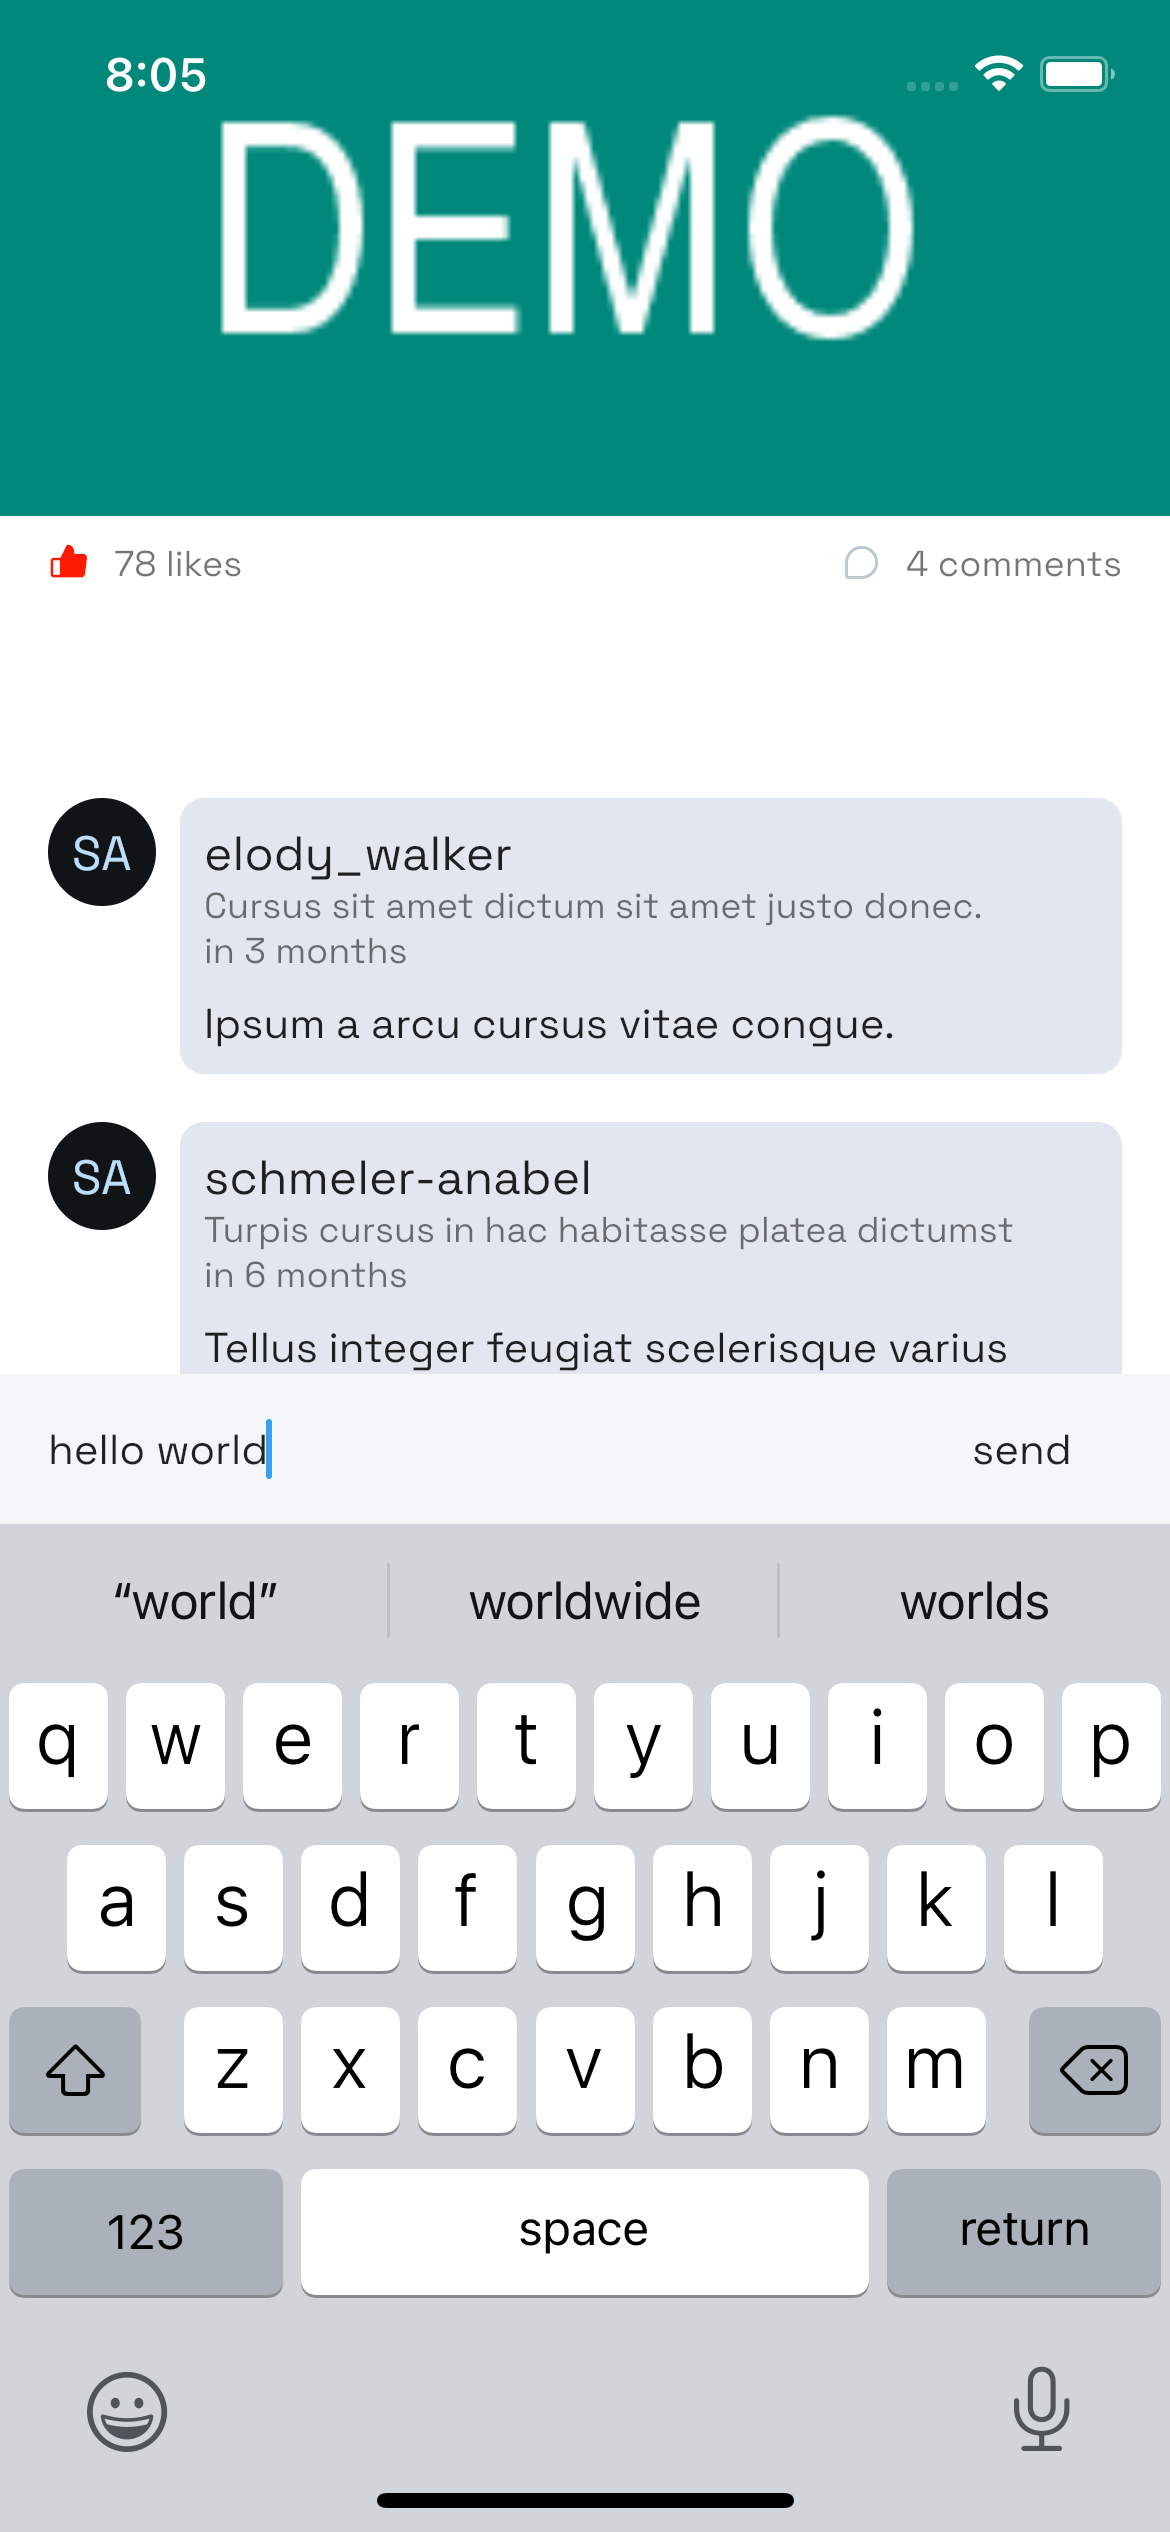 8:05
DEMO
78 likes
4 comments
SA
elody_walker
Cursus sit amet dictum sit amet justo donec.
in 3 months
Ipsum a arcu cursus vitae congue.
SA
schmeler-anabel
Turpis cursus in hac habitasse platea dictumst
in 6 months
Tellus integer feugiat scelerisque varius
hello world
send
“world” worldwide worlds
q w e r t y u i o p
a s d f g h j k l
z x c v b n m
123 space return